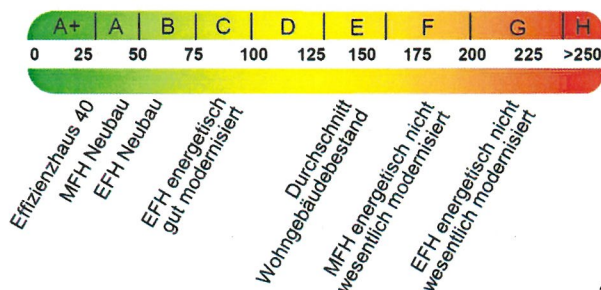 A+ A B C D E F G H
0 25 50 75 100 125 150 175 200 225 >250
Effizienzhaus 40
MFH Neubau
EFH Neubau
EFH energetisch
gut modernisiert
Durchschnitt
Wohngebäudebestand
MFH energetisch nicht
wesentlich modernisiert
EFH energetisch nicht
wesentlich modernisiert